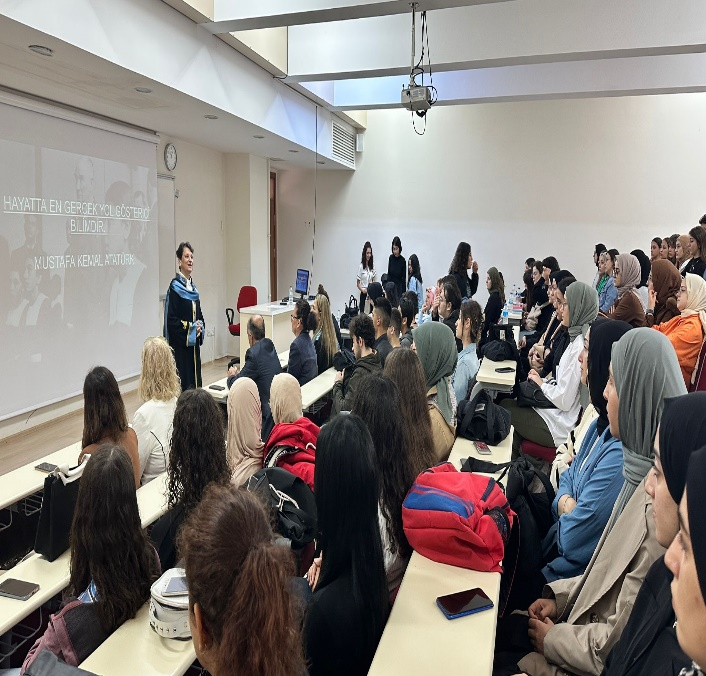 HAYATTA EN GERÇEK YOL GÖSTERİCİ
BİLİMDİR.
MUSTAFA KEMAL ATATÜRK